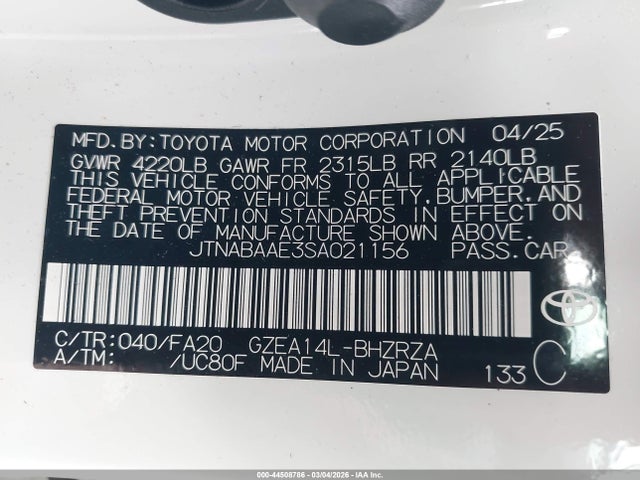 MFD.BY:TOYOTA MOTOR CORPORATION 04/25
GVWR 4220LB GAWR FR 2315LB RR 2140LB
THIS VEHICLE CONFORMS TO ALL APPLICABLE
FEDERAL MOTOR VEHICLE SAFETY,BUMPER,AND
THEFT PREVENTION STANDARDS IN EFFECT ON
THE DATE OF MANUFACTURE SHOWN ABOVE.
JTNABAAE3SA021156 PASS.CAR
C/TR:040/FA20 GZEA14L-BHZRZA
A/TM: /UC80F MADE IN JAPAN 133 C
000-44508766 - 03/04/2026 - IAA, Inc.